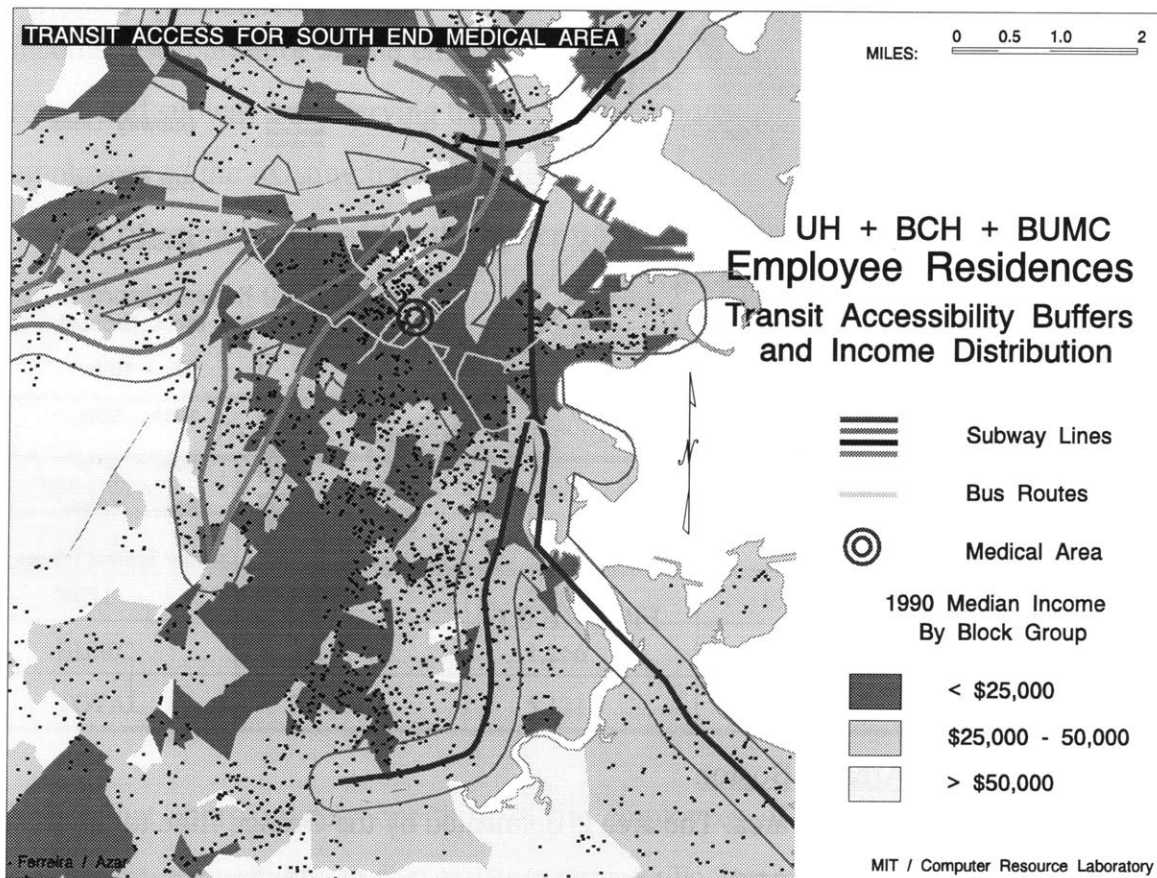 TRANSIT ACCESS FOR SOUTH END MEDICAL AREA
MILES:
0 0.5 1.0 2
UH + BCH + BUMC
Employee Residences
Transit Accessibility Buffers
and Income Distribution
N
Subway Lines
Bus Routes
Medical Area
1990 Median Income
By Block Group
< $25,000
$25,000 - 50,000
> $50,000
Ferreira / Azar
MIT / Computer Resource Laboratory